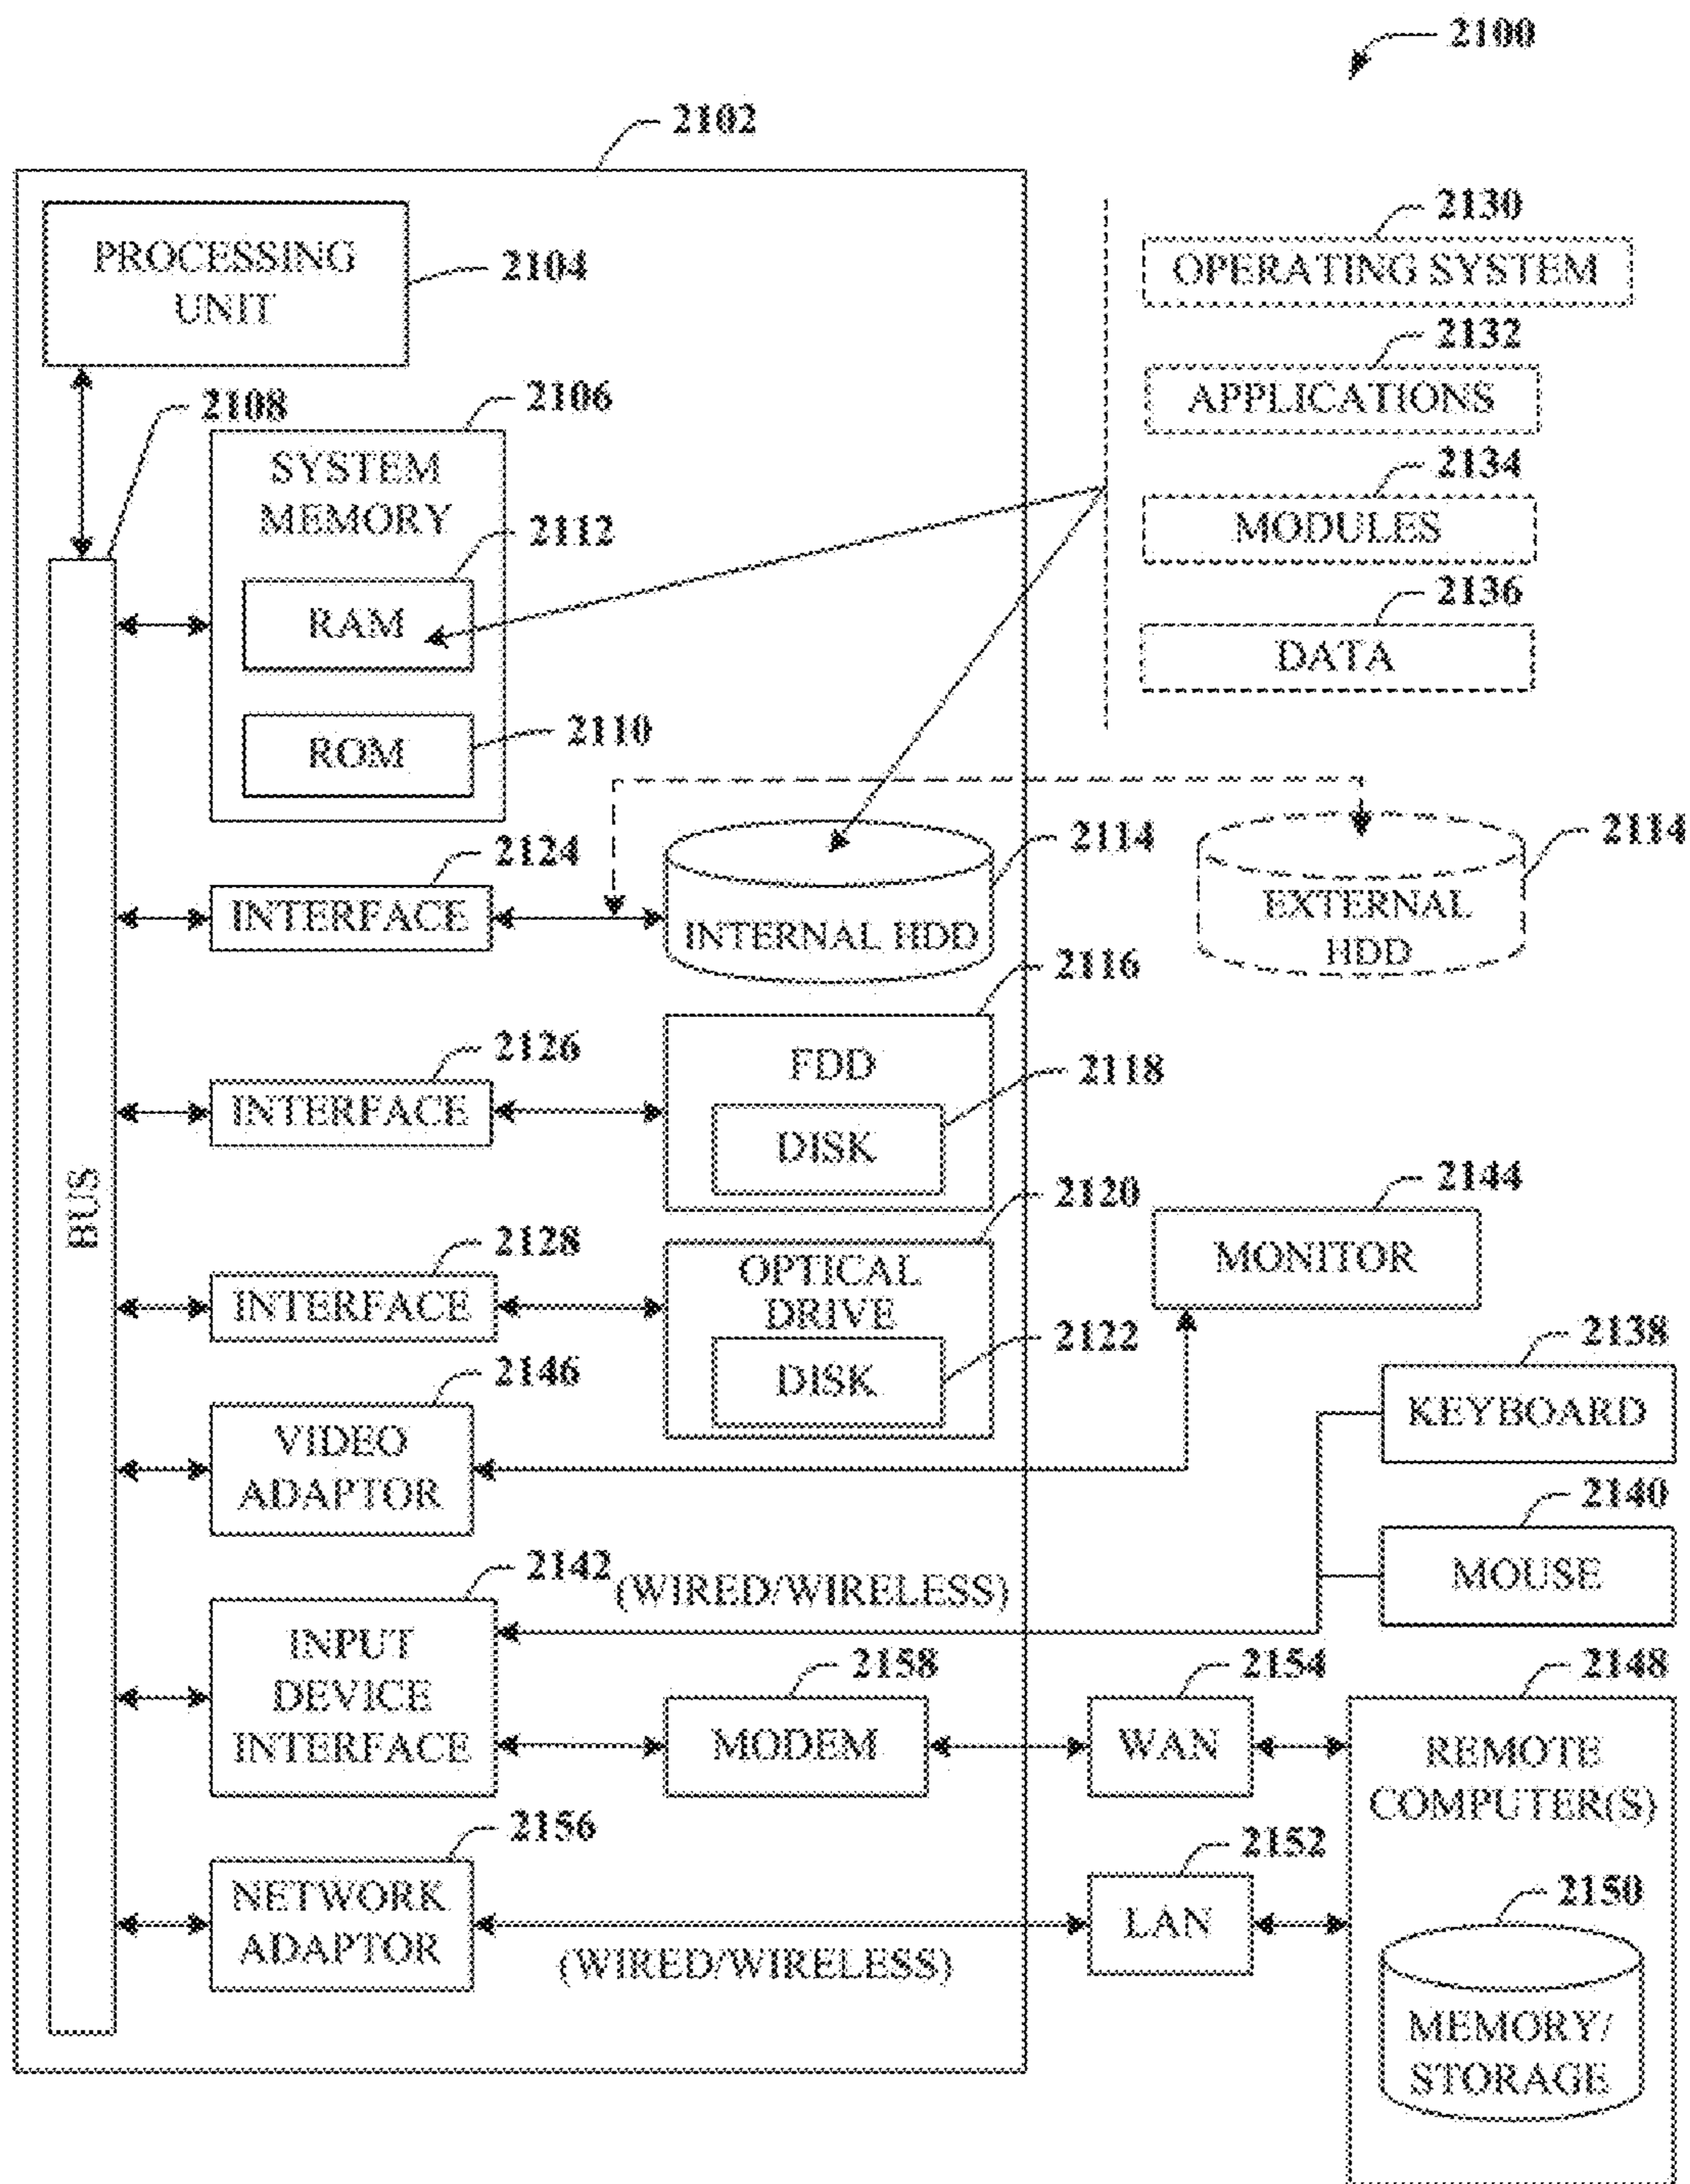 2100
2102
PROCESSING
UNIT
2104
2108
2106
SYSTEM
MEMORY
2112
RAM
ROM
2110
2130
OPERATING SYSTEM
2132
APPLICATIONS
2134
MODULES
2136
DATA
BUS
2124
INTERFACE
2114
INTERNAL HDD
2114
EXTERNAL
HDD
2126
INTERFACE
2116
FDD
2118
DISK
2128
INTERFACE
2120
OPTICAL
DRIVE
2122
DISK
2144
MONITOR
2146
VIDEO
ADAPTOR
2138
KEYBOARD
2140
MOUSE
2142
(WIRED/WIRELESS)
INPUT
DEVICE
INTERFACE
2158
MODEM
2154
WAN
2148
REMOTE
COMPUTER(S)
2156
NETWORK
ADAPTOR
(WIRED/WIRELESS)
2152
LAN
2150
MEMORY/
STORAGE